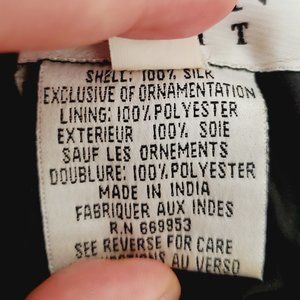 I T
SHELL: 100% SILK
EXCLUSIVE OF ORNAMENTATION
LINING: 100% POLYESTER
EXTERIEUR 100% SOIE
SAUF LES ORNEMENTS
DOUBLURE: 100% POLYESTER
MADE IN INDIA
FABRIQUER AUX INDES
R.N 669953
SEE REVERSE FOR CARE
AU VERSO